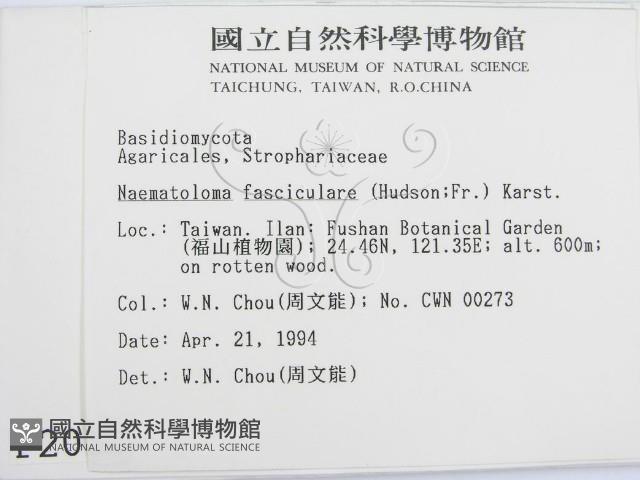 國立自然科學博物館
NATIONAL MUSEUM OF NATURAL SCIENCE
TAICHUNG, TAIWAN, R.O.CHINA
Basidiomycota
Agaricales, Strophariaceae
Naematoloma fasciculare (Hudson;Fr.) Karst.
Loc.: Taiwan. Ilan: Fushan Botanical Garden
(福山植物園); 24.46N, 121.35E; alt. 600m;
on rotten wood.
Col.: W.N. Chou(周文能); No. CWN 00273
Date: Apr. 21, 1994
Det.: W.N. Chou(周文能)
國立自然科學博物館
NATIONAL MUSEUM OF NATURAL SCIENCE